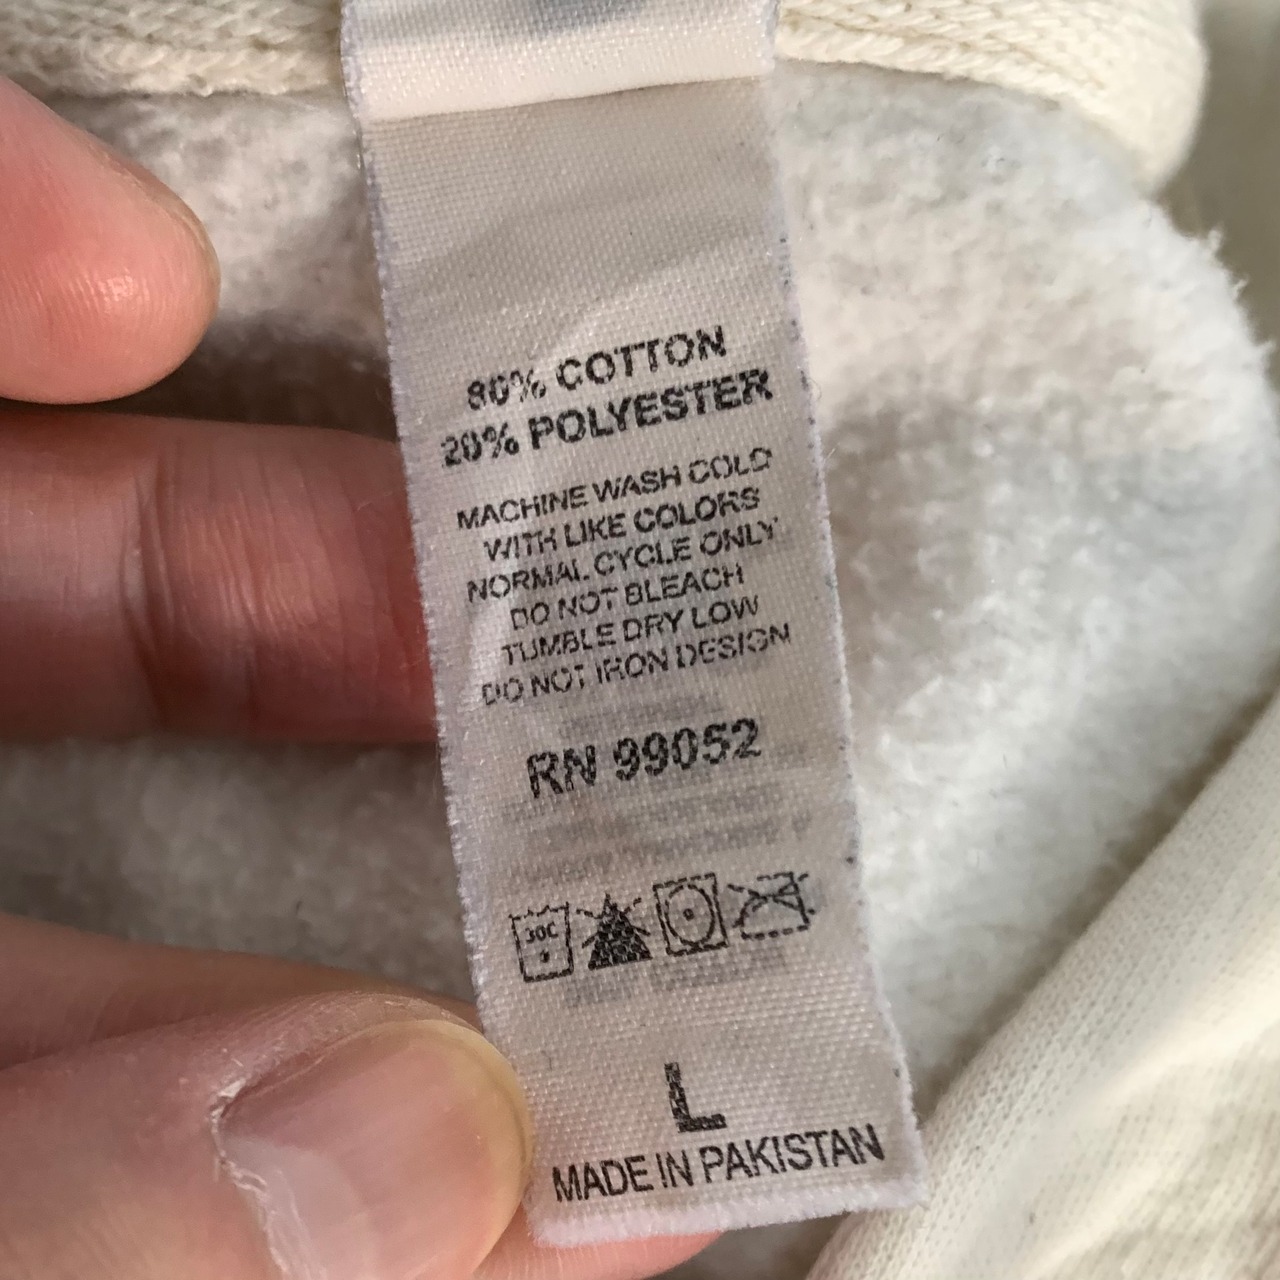 80% COTTON
20% POLYESTER
MACHINE WASH COLD
WITH LIKE COLORS
NORMAL CYCLE ONLY
DO NOT BLEACH
TUMBLE DRY LOW
DO NOT IRON DESIGN
RN 99052
30C
L
MADE IN PAKISTAN